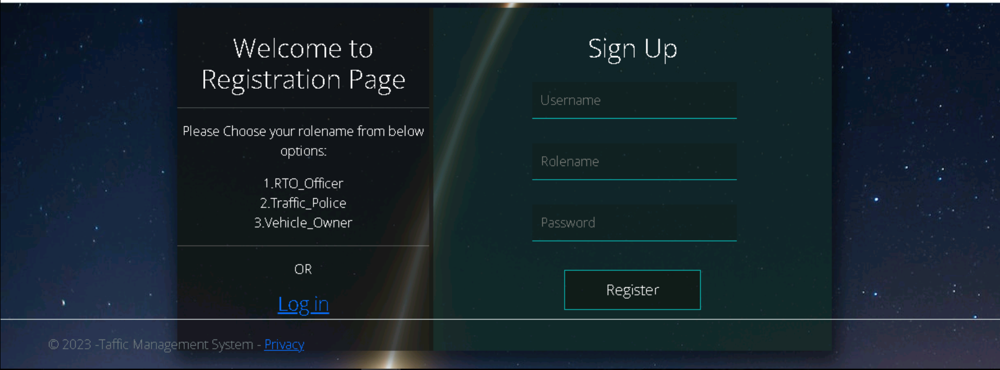 Welcome to
Registration Page
Please Choose your rolename from below
options:
1.RTO_Officer
2.Traffic_Police
3.Vehicle_Owner
OR
Log in
Sign Up
Username
Rolename
Password
Register
© 2023 -Taffic Management System - Privacy